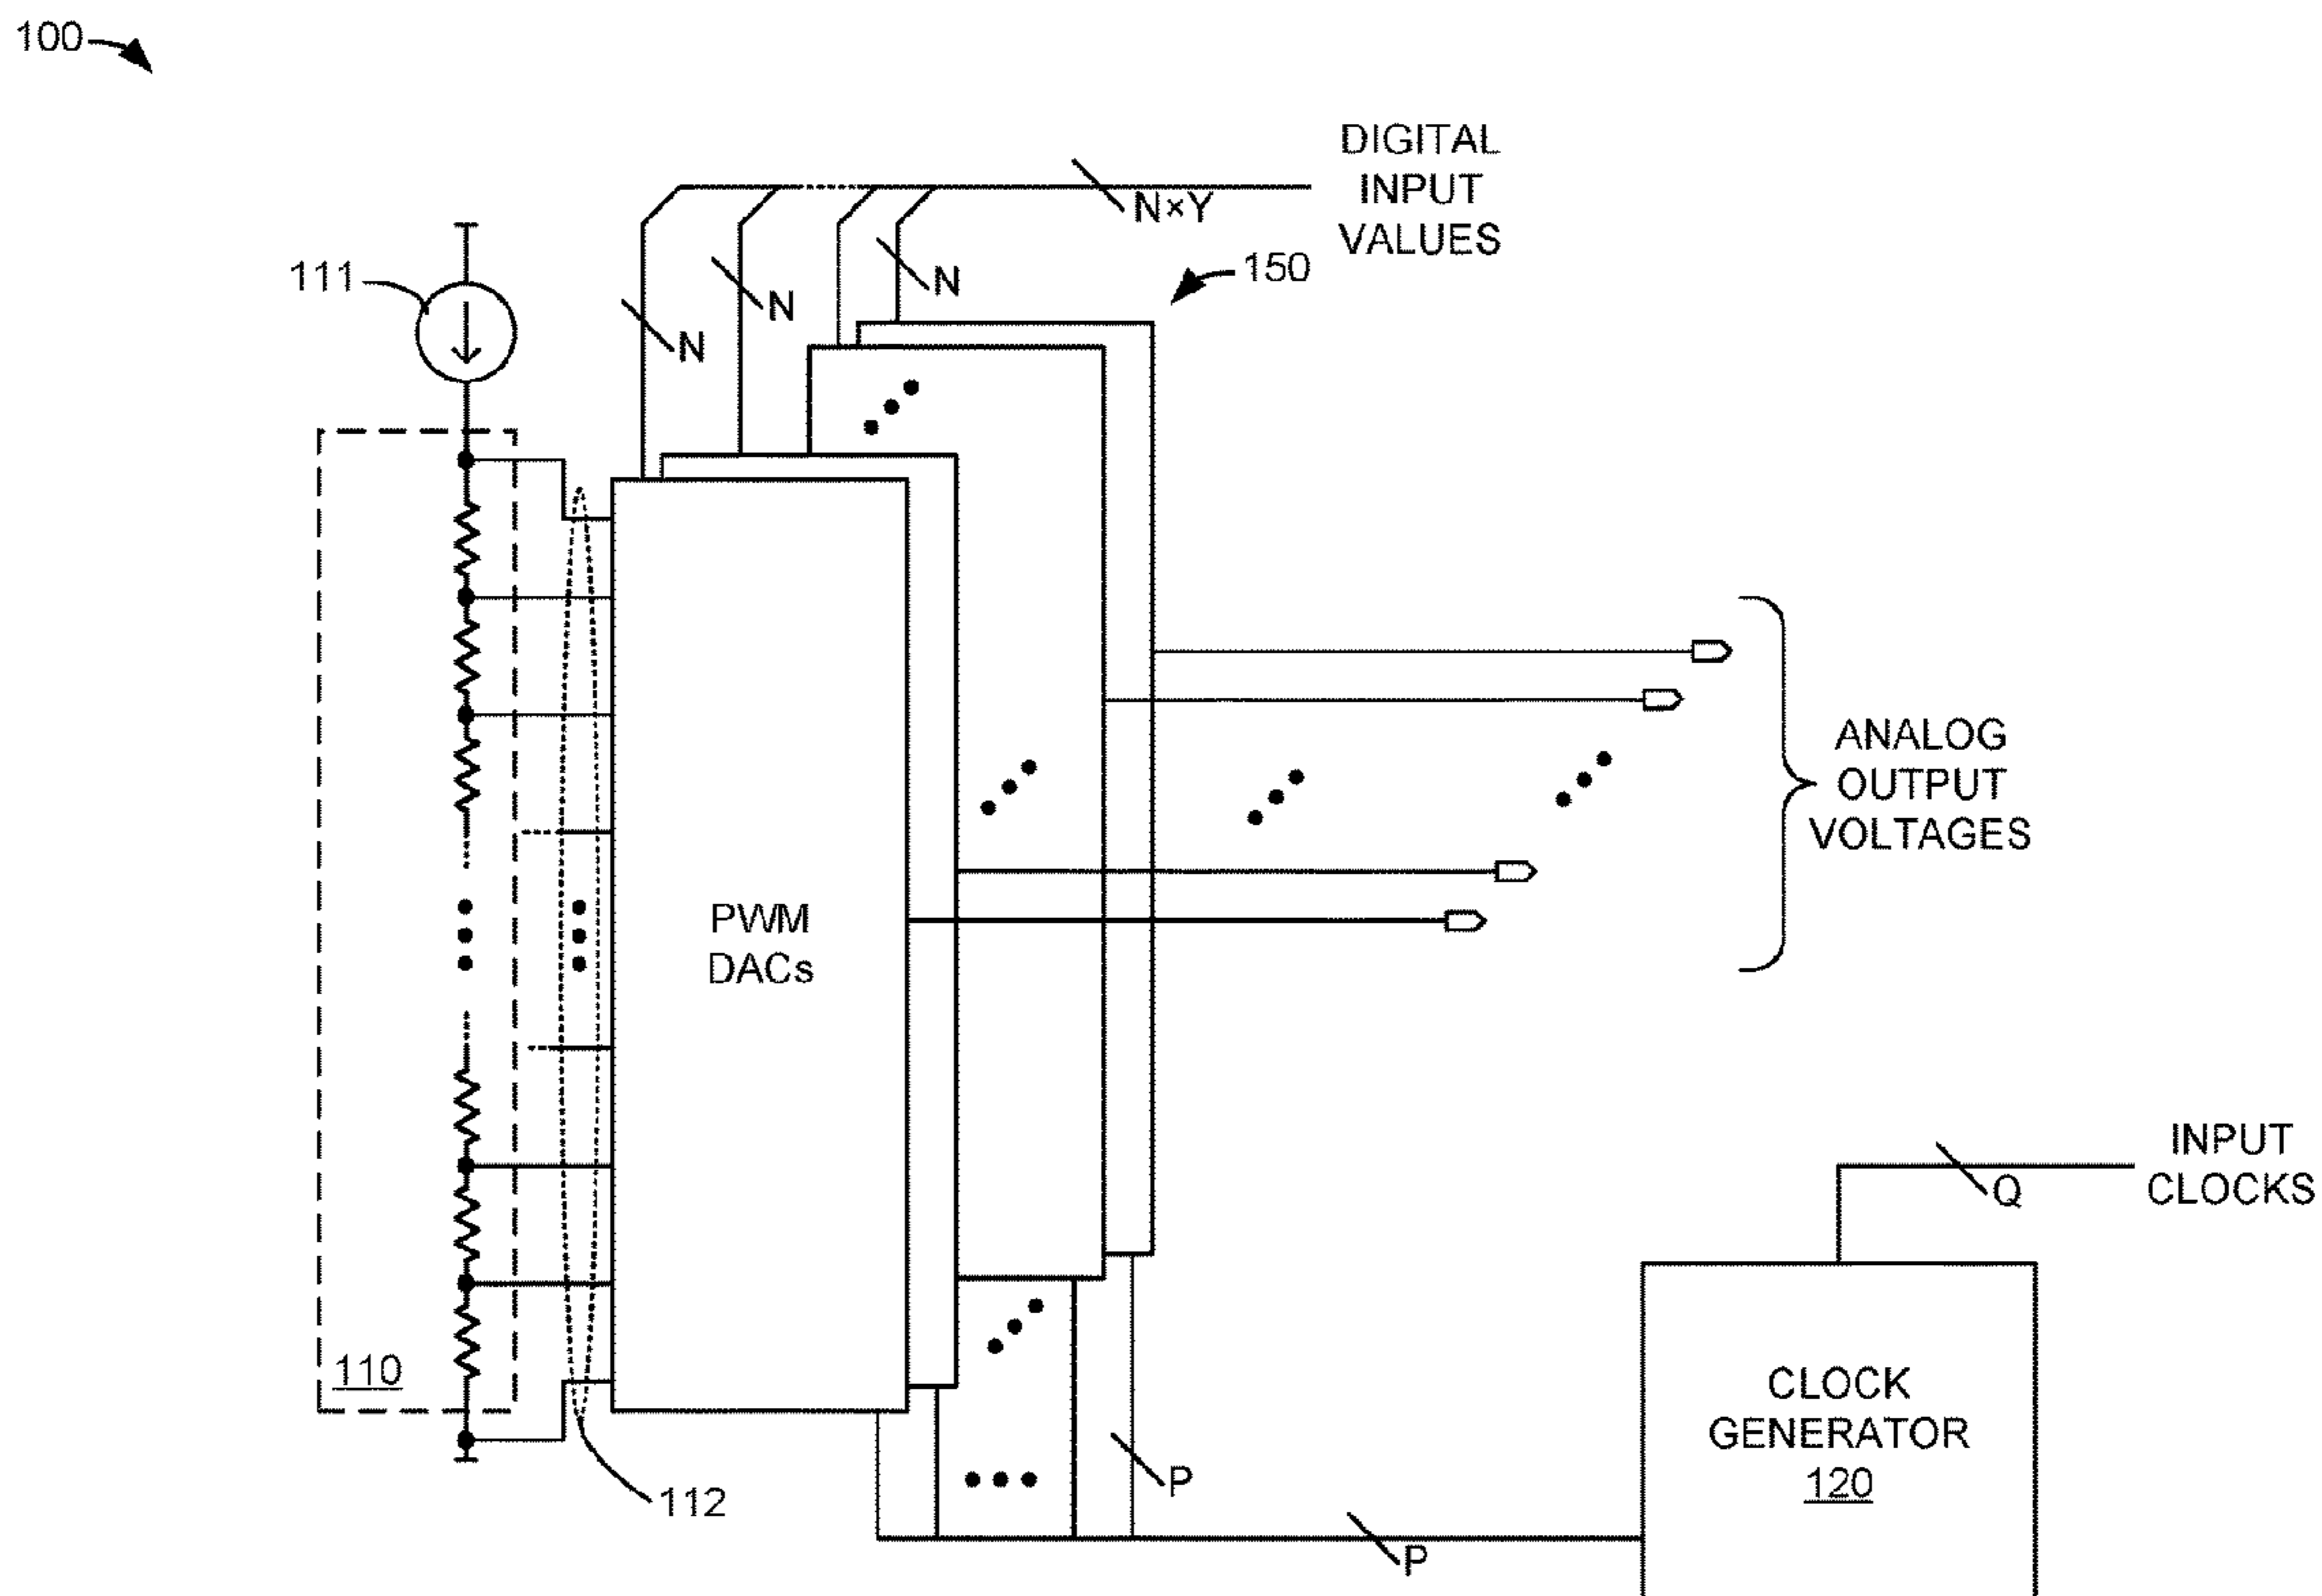 100
DIGITAL
INPUT
VALUES
N×Y
150
111
N
N
N
ANALOG
OUTPUT
VOLTAGES
PWM
DACs
INPUT
CLOCKS
Q
110
CLOCK
GENERATOR
120
112
P
P